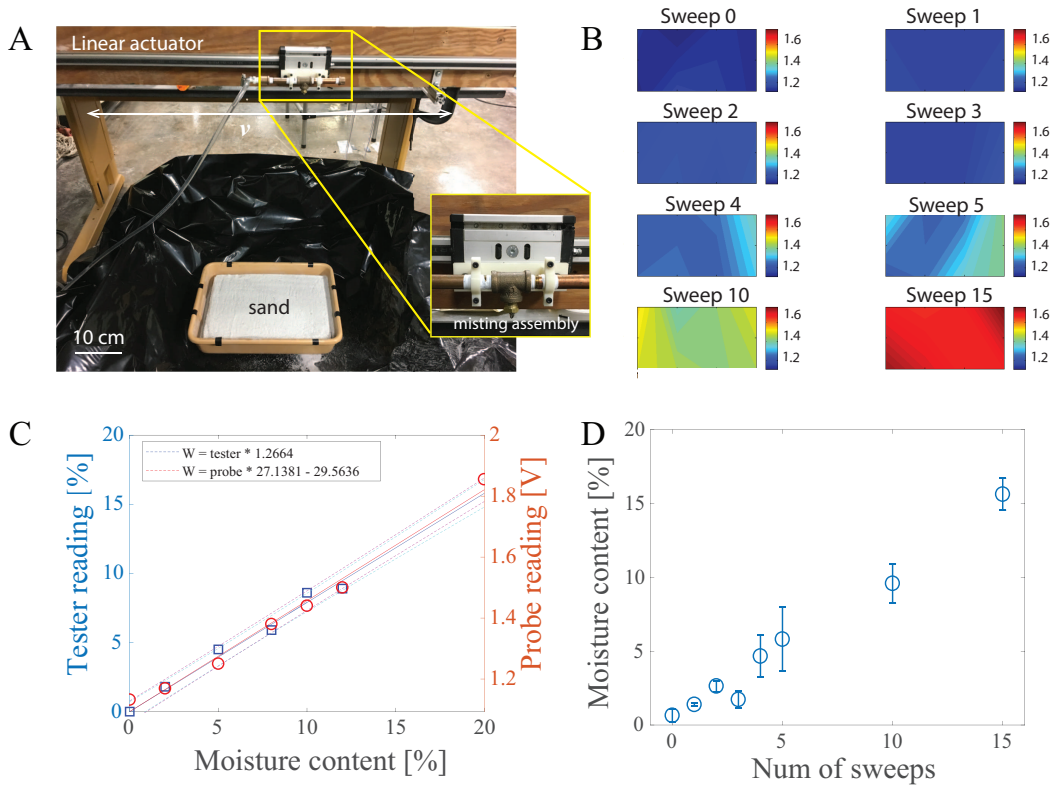 A
Linear actuator
v
sand
10 cm
misting assembly
B
Sweep 0
1.6
1.4
1.2
Sweep 1
1.6
1.4
1.2
Sweep 2
1.6
1.4
1.2
Sweep 3
1.6
1.4
1.2
Sweep 4
1.6
1.4
1.2
Sweep 5
1.6
1.4
1.2
Sweep 10
1.6
1.4
1.2
Sweep 15
1.6
1.4
1.2
C
Tester reading [%]
20
15
10
5
0
W = tester * 1.2664
W = probe * 27.1381 - 29.5636
2
1.8
1.6
1.4
1.2
Probe reading [V]
0 5 10 15 20
Moisture content [%]
D
Moisture content [%]
20
15
10
5
0
0 5 10 15
Num of sweeps